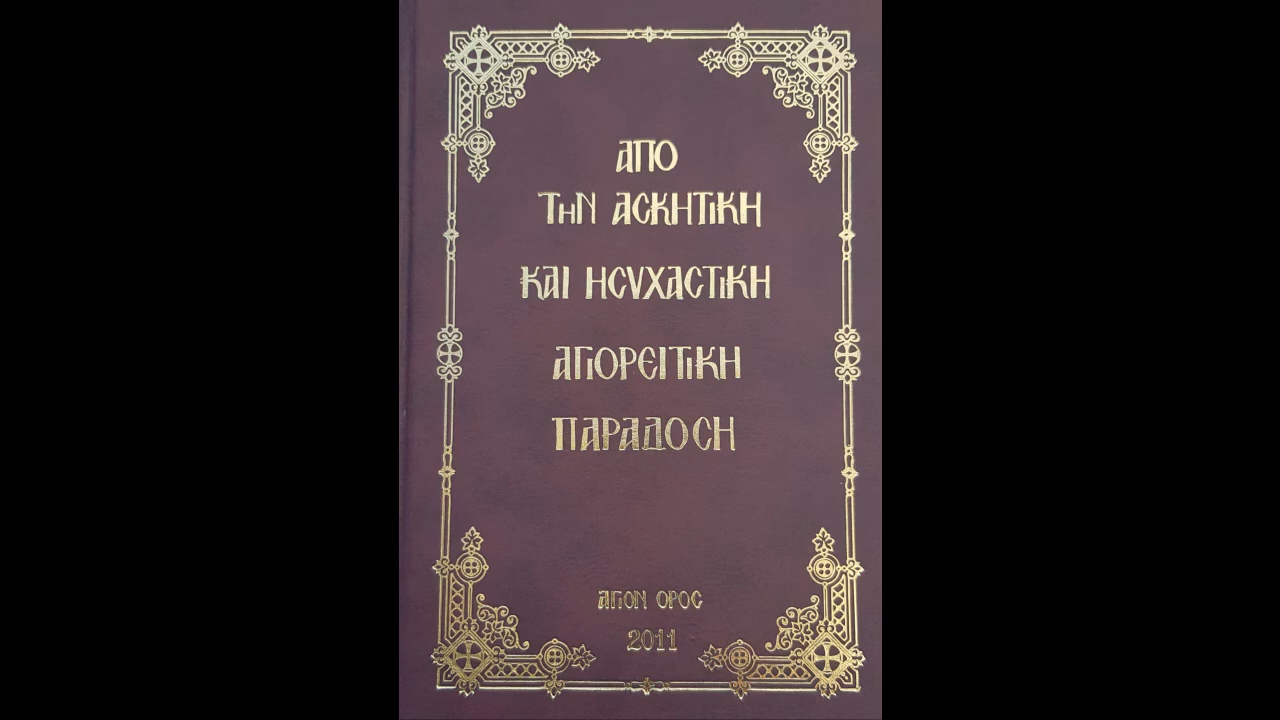 ΑΠΟ
ΤΗΝ ΑΣΚΗΤΙΚΗ
ΚΑΙ ΗΣΥΧΑΣΤΙΚΗ
ΑΓΙΟΡΕΙΤΙΚΗ
ΠΑΡΑΔΟΣΗ
ΑΓΙΟΝ ΟΡΟΣ
2011